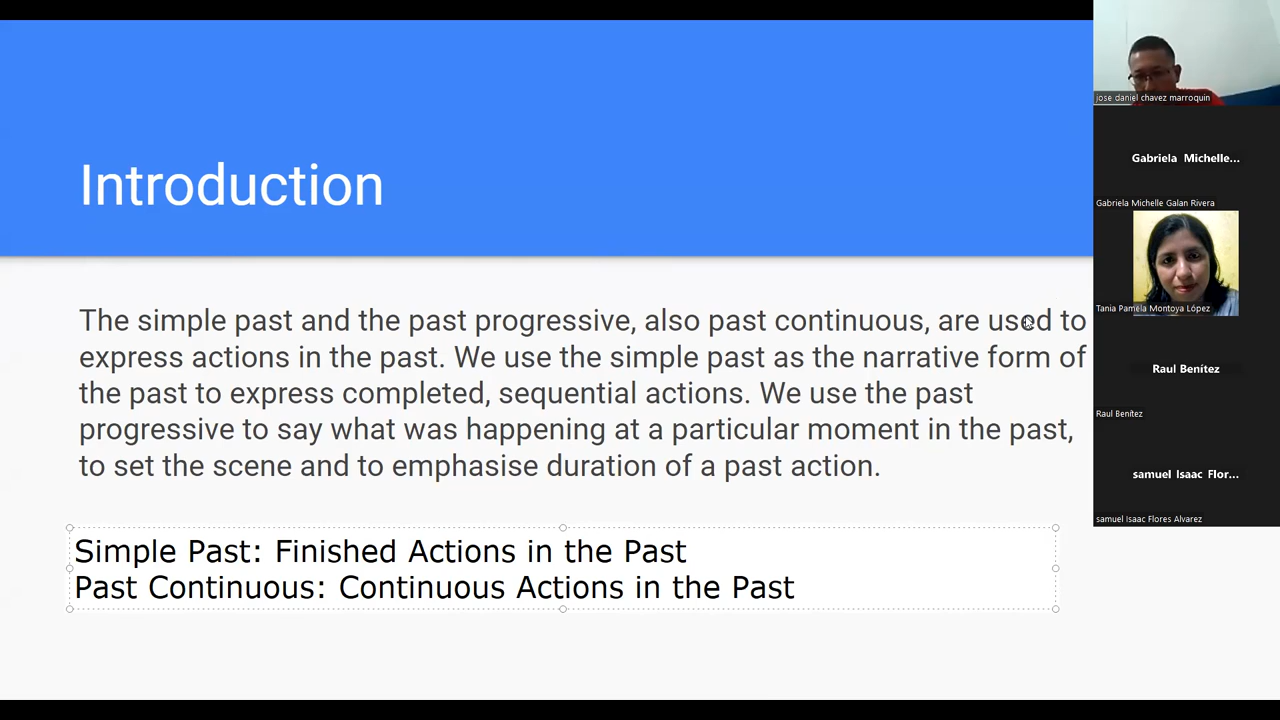 Introduction
The simple past and the past progressive, also past continuous, are used to
express actions in the past. We use the simple past as the narrative form of
the past to express completed, sequential actions. We use the past
progressive to say what was happening at a particular moment in the past,
to set the scene and to emphasise duration of a past action.
Simple Past: Finished Actions in the Past
Past Continuous: Continuous Actions in the Past
jose daniel chavez marroquin
Gabriela Michelle...
Gabriela Michelle Galan Rivera
Tania Pamela Montoya López
Raul Benítez
Raul Benítez
samuel Isaac Flor...
samuel Isaac Flores Alvarez